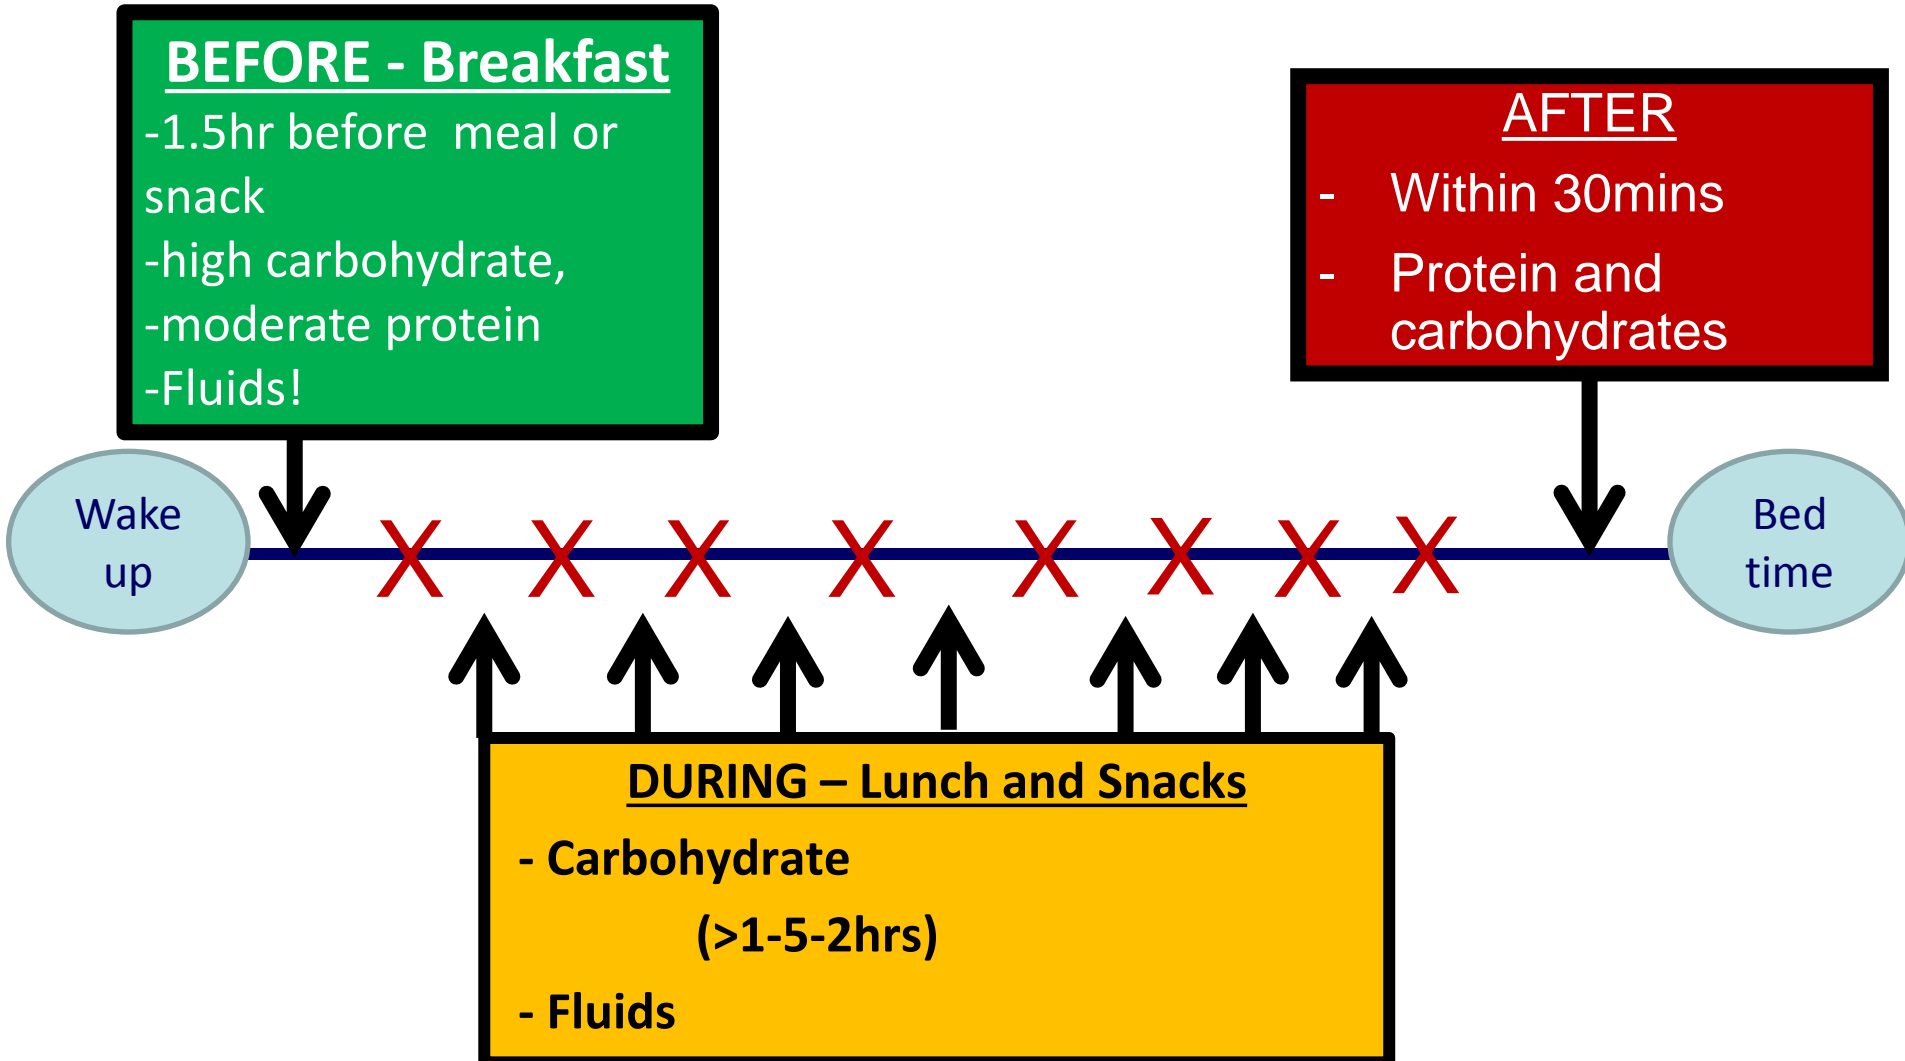 BEFORE - Breakfast
-1.5hr before  meal or
snack
-high carbohydrate,
-moderate protein
-Fluids!
AFTER
- Within 30mins
- Protein and
carbohydrates
Wake
up
X X X X X X X X
Bed
time
DURING – Lunch and Snacks
- Carbohydrate
(>1-5-2hrs)
- Fluids